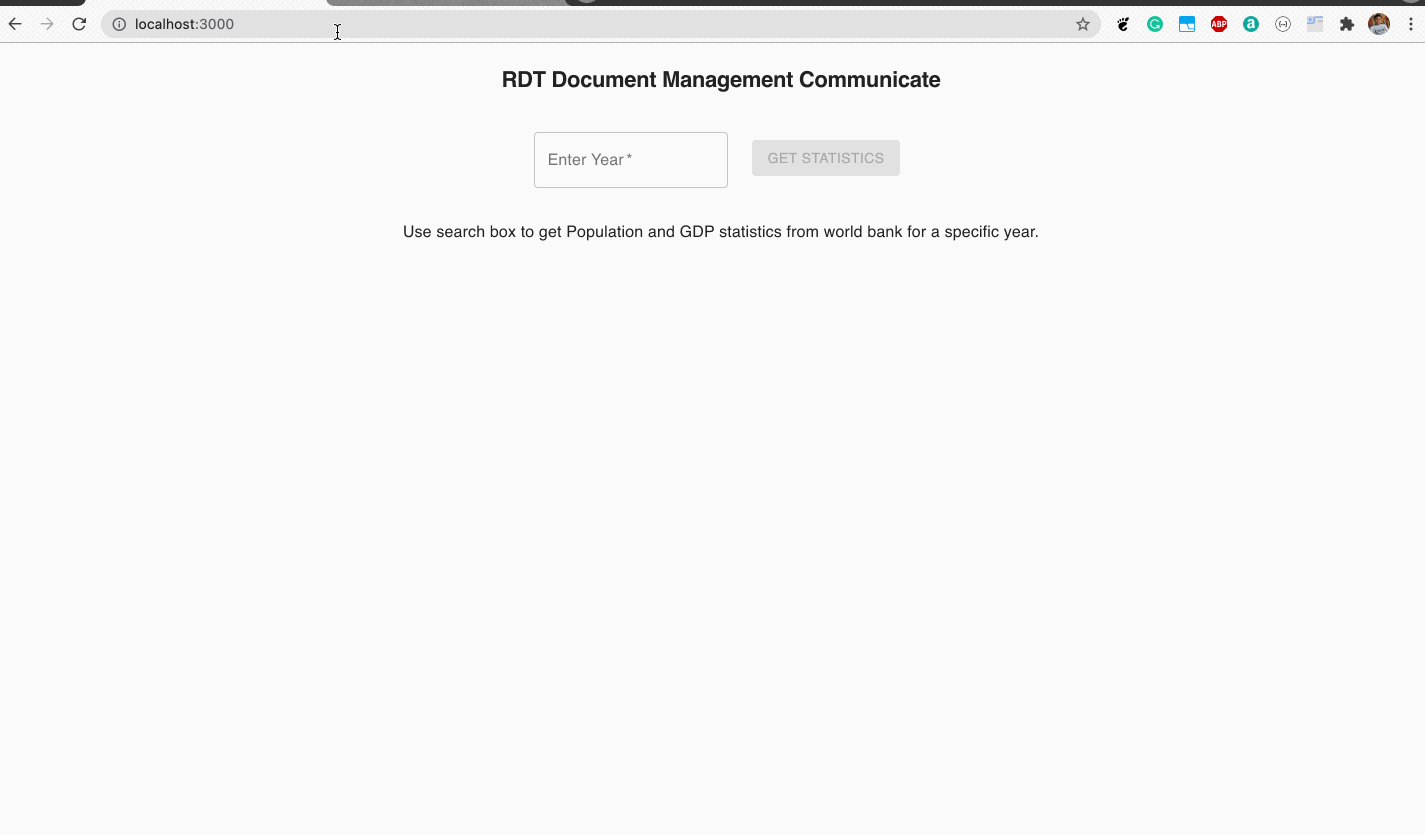 localhost:3000
ABP
a
RDT Document Management Communicate
Enter Year *
GET STATISTICS
Use search box to get Population and GDP statistics from world bank for a specific year.